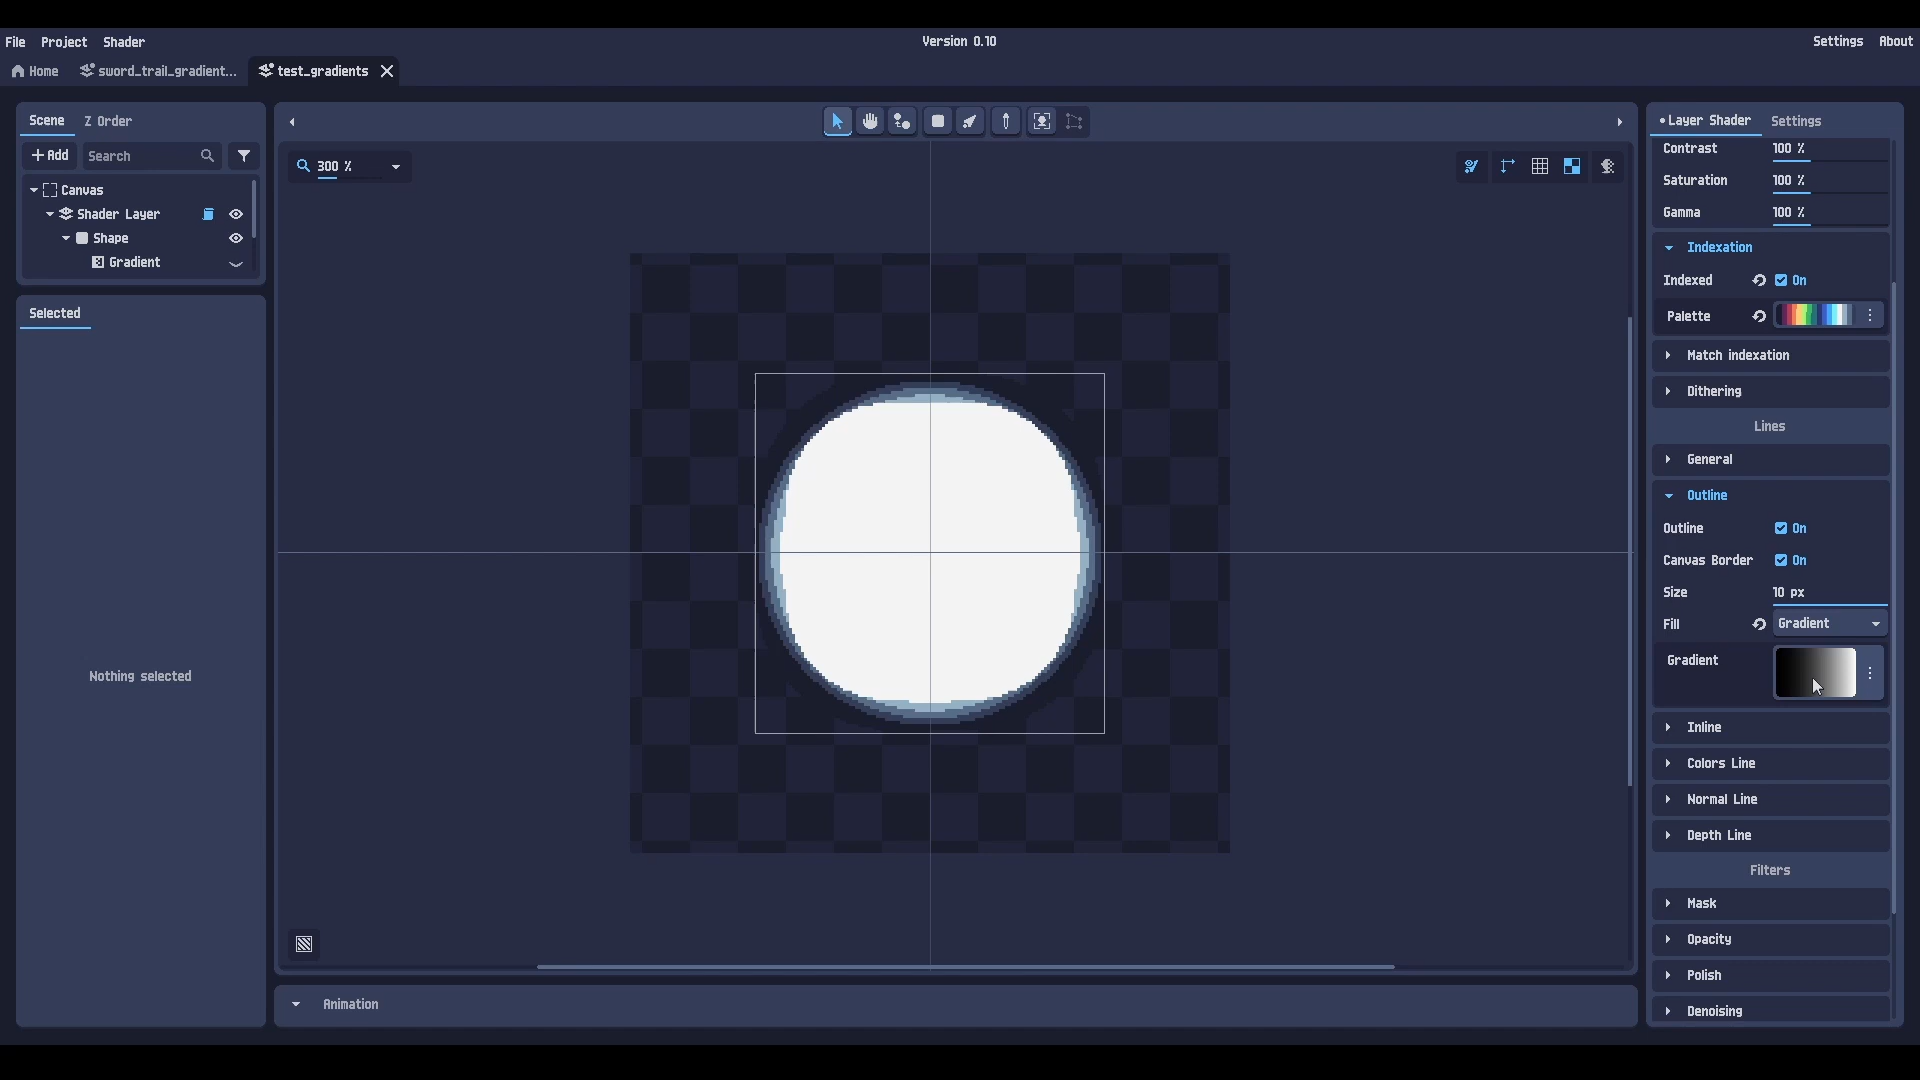 File Project Shader Version 0.10 Settings About
Home sword_trail_gradient... test_gradients
Scene Z Order
Add Search
Canvas
Shader Layer
Shape
Gradient
Selected
Nothing selected
300 %
Animation
Layer Shader Settings
Contrast 100 %
Saturation 100 %
Gamma 100 %
Indexation
Indexed On
Palette
Match indexation
Dithering
Lines
General
Outline
Outline On
Canvas Border On
Size 10 px
Fill Gradient
Gradient
Inline
Colors Line
Normal Line
Depth Line
Filters
Mask
Opacity
Polish
Denoising